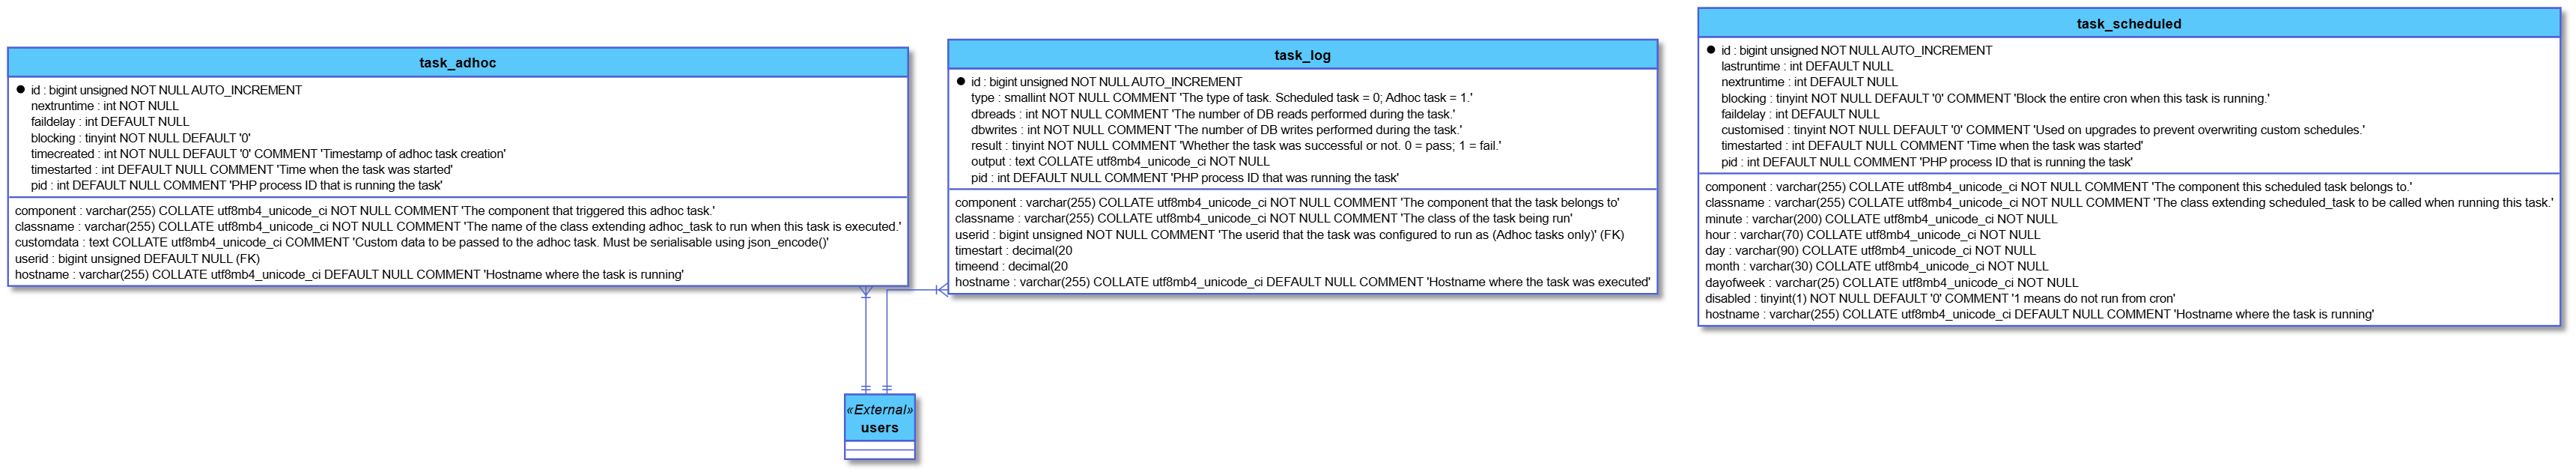 task_adhoc
id : bigint unsigned NOT NULL AUTO_INCREMENT
nextruntime : int NOT NULL
faildelay : int DEFAULT NULL
blocking : tinyint NOT NULL DEFAULT '0'
timecreated : int NOT NULL DEFAULT '0' COMMENT 'Timestamp of adhoc task creation'
timestarted : int DEFAULT NULL COMMENT 'Time when the task was started'
pid : int DEFAULT NULL COMMENT 'PHP process ID that is running the task'
component : varchar(255) COLLATE utf8mb4_unicode_ci NOT NULL COMMENT 'The component that triggered this adhoc task.'
classname : varchar(255) COLLATE utf8mb4_unicode_ci NOT NULL COMMENT 'The name of the class extending adhoc_task to run when this task is executed.'
customdata : text COLLATE utf8mb4_unicode_ci COMMENT 'Custom data to be passed to the adhoc task. Must be serialisable using json_encode()'
userid : bigint unsigned DEFAULT NULL (FK)
hostname : varchar(255) COLLATE utf8mb4_unicode_ci DEFAULT NULL COMMENT 'Hostname where the task is running'
task_log
id : bigint unsigned NOT NULL AUTO_INCREMENT
type : smallint NOT NULL COMMENT 'The type of task. Scheduled task = 0; Adhoc task = 1.'
dbreads : int NOT NULL COMMENT 'The number of DB reads performed during the task.'
dbwrites : int NOT NULL COMMENT 'The number of DB writes performed during the task.'
result : tinyint NOT NULL COMMENT 'Whether the task was successful or not. 0 = pass; 1 = fail.'
output : text COLLATE utf8mb4_unicode_ci NOT NULL
pid : int DEFAULT NULL COMMENT 'PHP process ID that was running the task'
component : varchar(255) COLLATE utf8mb4_unicode_ci NOT NULL COMMENT 'The component that the task belongs to'
classname : varchar(255) COLLATE utf8mb4_unicode_ci NOT NULL COMMENT 'The class of the task being run'
userid : bigint unsigned NOT NULL COMMENT 'The userid that the task was configured to run as (Adhoc tasks only)' (FK)
timestart : decimal(20
timeend : decimal(20
hostname : varchar(255) COLLATE utf8mb4_unicode_ci DEFAULT NULL COMMENT 'Hostname where the task was executed'
task_scheduled
id : bigint unsigned NOT NULL AUTO_INCREMENT
lastruntime : int DEFAULT NULL
nextruntime : int DEFAULT NULL
blocking : tinyint NOT NULL DEFAULT '0' COMMENT 'Block the entire cron when this task is running.'
faildelay : int DEFAULT NULL
customised : tinyint NOT NULL DEFAULT '0' COMMENT 'Used on upgrades to prevent overwriting custom schedules.'
timestarted : int DEFAULT NULL COMMENT 'Time when the task was started'
pid : int DEFAULT NULL COMMENT 'PHP process ID that is running the task'
component : varchar(255) COLLATE utf8mb4_unicode_ci NOT NULL COMMENT 'The component this scheduled task belongs to.'
classname : varchar(255) COLLATE utf8mb4_unicode_ci NOT NULL COMMENT 'The class extending scheduled_task to be called when running this task.'
minute : varchar(200) COLLATE utf8mb4_unicode_ci NOT NULL
hour : varchar(70) COLLATE utf8mb4_unicode_ci NOT NULL
day : varchar(90) COLLATE utf8mb4_unicode_ci NOT NULL
month : varchar(30) COLLATE utf8mb4_unicode_ci NOT NULL
dayofweek : varchar(25) COLLATE utf8mb4_unicode_ci NOT NULL
disabled : tinyint(1) NOT NULL DEFAULT '0' COMMENT '1 means do not run from cron'
hostname : varchar(255) COLLATE utf8mb4_unicode_ci DEFAULT NULL COMMENT 'Hostname where the task is running'
«External»
users